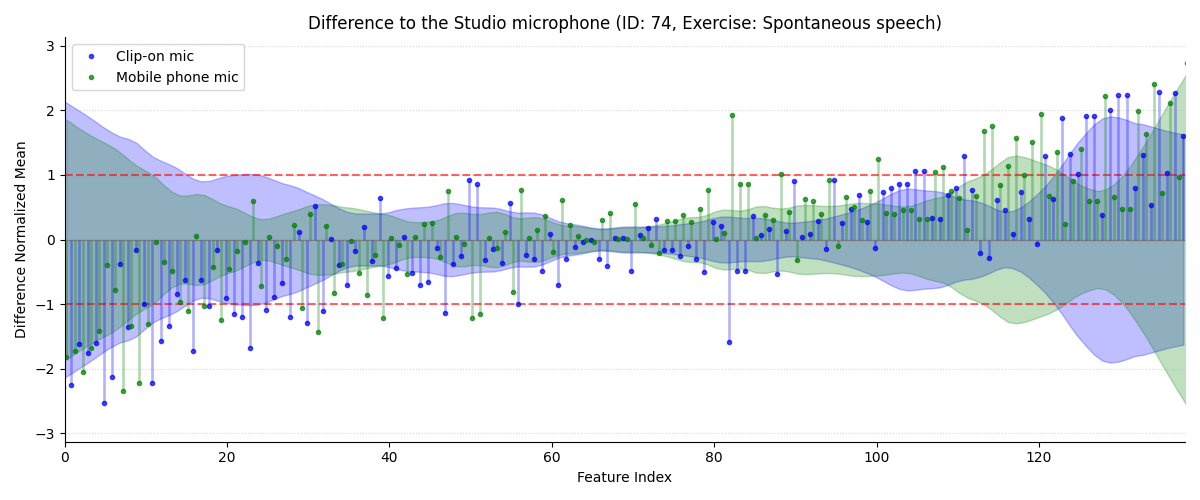 Difference to the Studio microphone (ID: 74, Exercise: Spontaneous speech)
Clip-on mic
Mobile phone mic
Difference Normalized Mean
3
2
1
0
−1
−2
−3
0 20 40 60 80 100 120
Feature Index